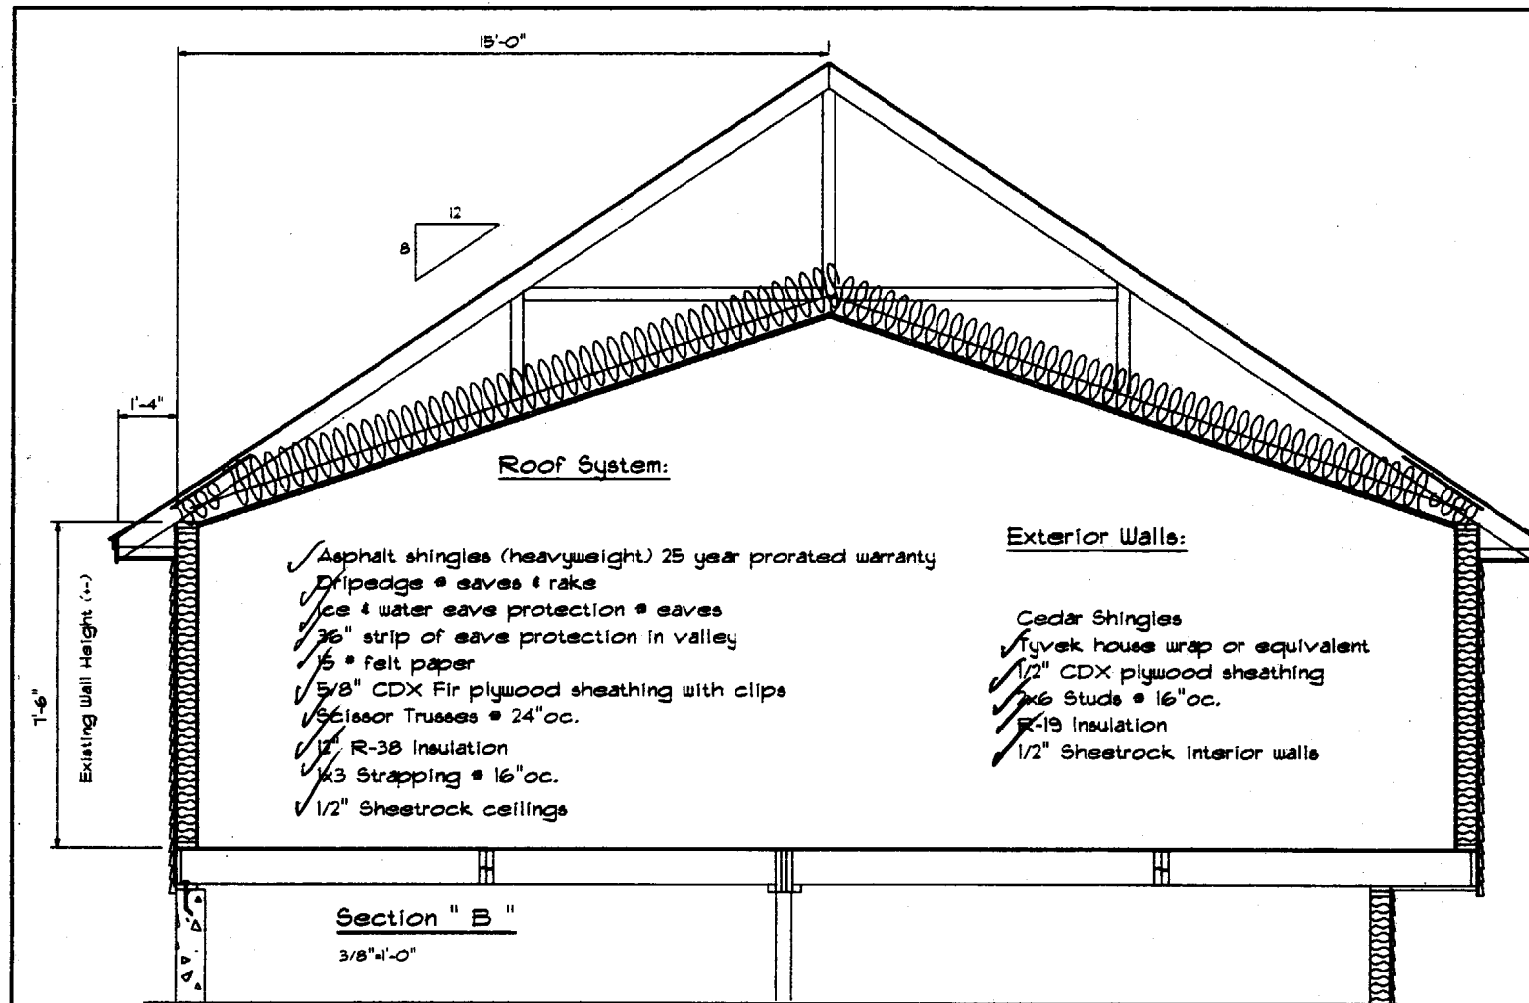 15'-0"
12
8
1'-4"
Roof System:
Asphalt shingles (heavyweight) 25 year prorated warranty
Dripedge @ eaves & rake
Ice & water eave protection @ eaves
36" strip of eave protection in valley
15 # felt paper
5/8" CDX Fir plywood sheathing with clips
Scissor Trusses @ 24"oc.
12" R-38 Insulation
1x3 Strapping @ 16"oc.
1/2" Sheetrock ceilings
Exterior Walls:
Cedar Shingles
Tyvek house wrap or equivalent
1/2" CDX plywood sheathing
2x6 Studs @ 16"oc.
R-19 Insulation
1/2" Sheetrock interior walls
7'-6"
Existing Wall Height (+-)
Section " B "
3/8"=1'-0"